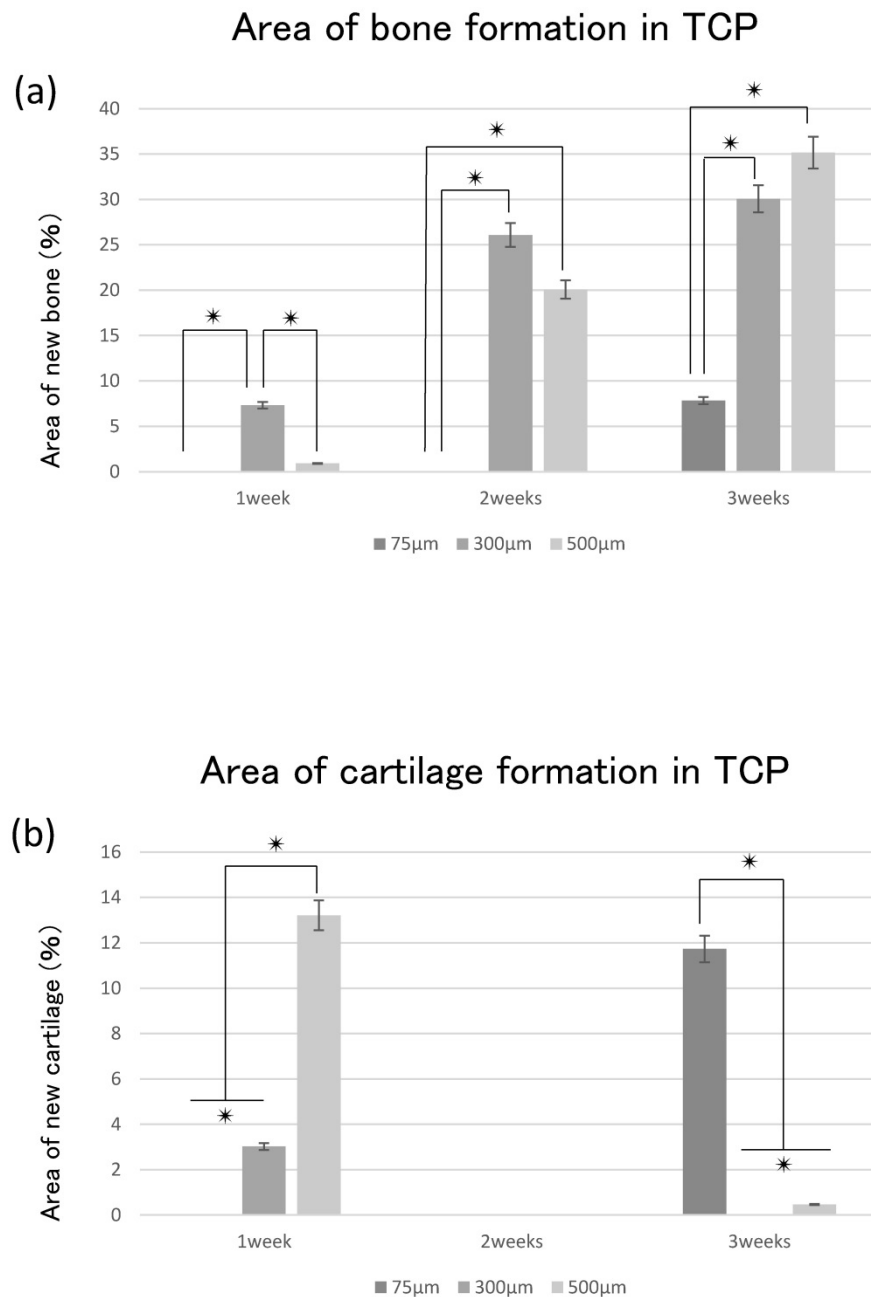 Area of bone formation in TCP
(a)
Area of new bone (%)
40
35
30
25
20
15
10
5
0
✴
✴
✴
✴
✴
✴
1week
2weeks
3weeks
75μm 300μm 500μm
Area of cartilage formation in TCP
(b)
Area of new cartilage (%)
16
14
12
10
8
6
4
2
0
✴
✴
✴
✴
1week
2weeks
3weeks
75μm 300μm 500μm